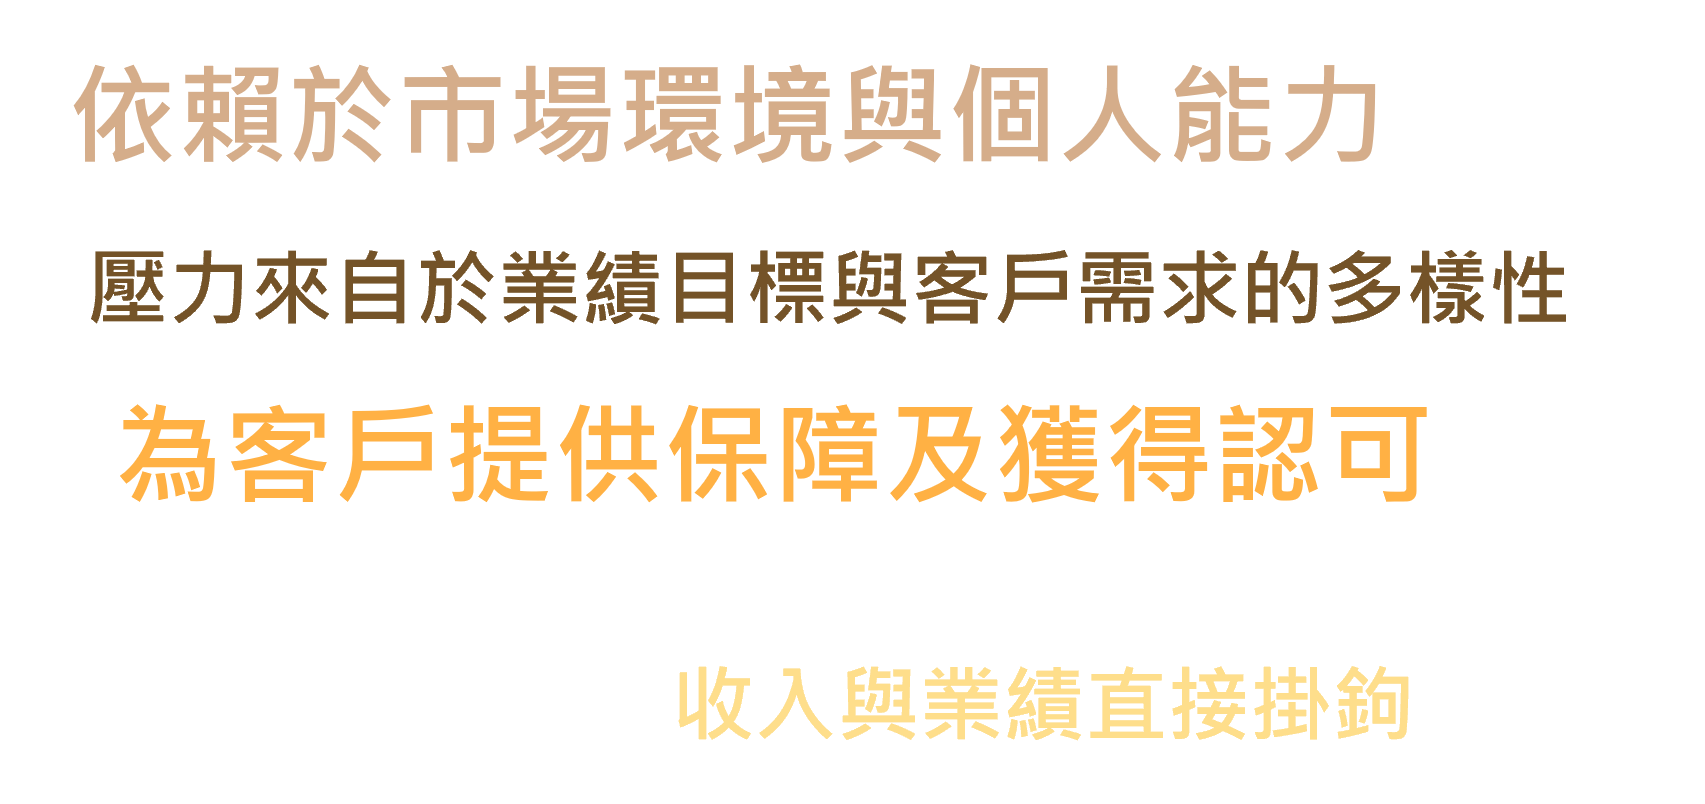 依賴於市場環境與個人能力
壓力來自於業績目標與客戶需求的多樣性
為客戶提供保障及獲得認可
收入與業績直接掛鉤